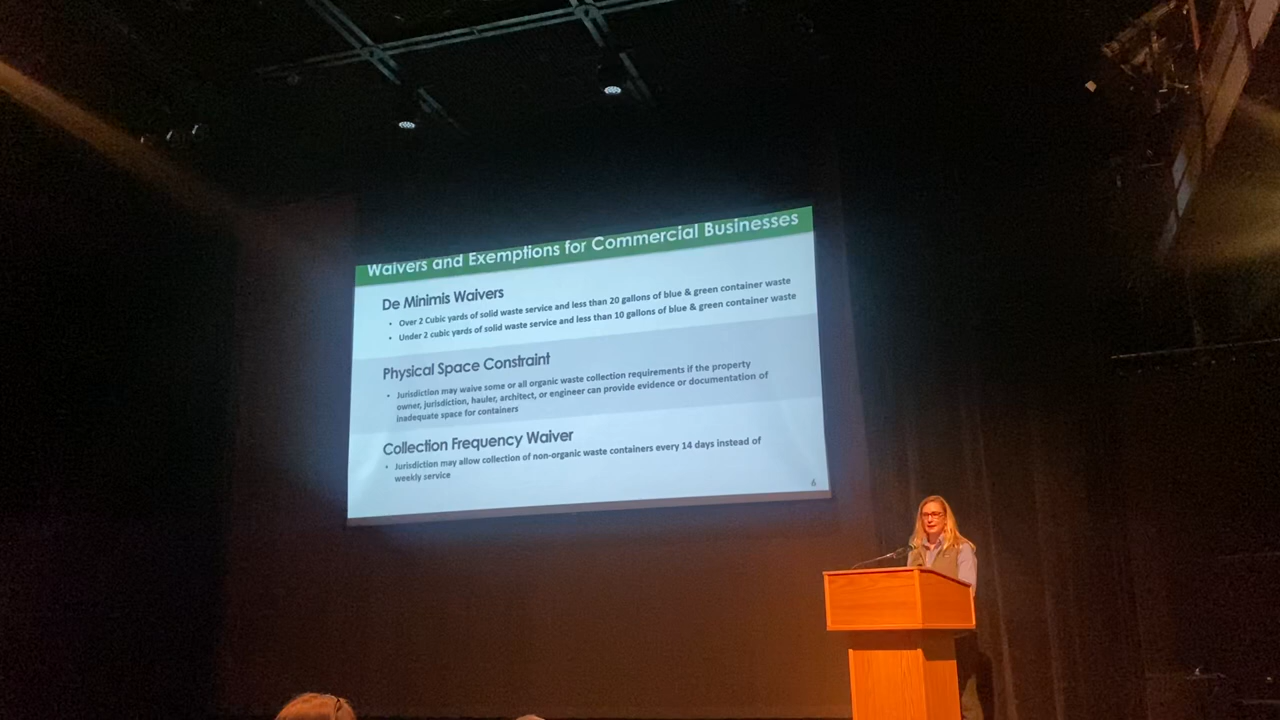 Waivers and Exemptions for Commercial Businesses
De Minimis Waivers
• Over 2 Cubic yards of solid waste service and less than 20 gallons of blue & green container waste
• Under 2 cubic yards of solid waste service and less than 10 gallons of blue & green container waste
Physical Space Constraint
• Jurisdiction may waive some or all organic waste collection requirements if the property
owner, jurisdiction, hauler, architect, or engineer can provide evidence or documentation of
inadequate space for containers
Collection Frequency Waiver
• Jurisdiction may allow collection of non-organic waste containers every 14 days instead of
weekly service
6